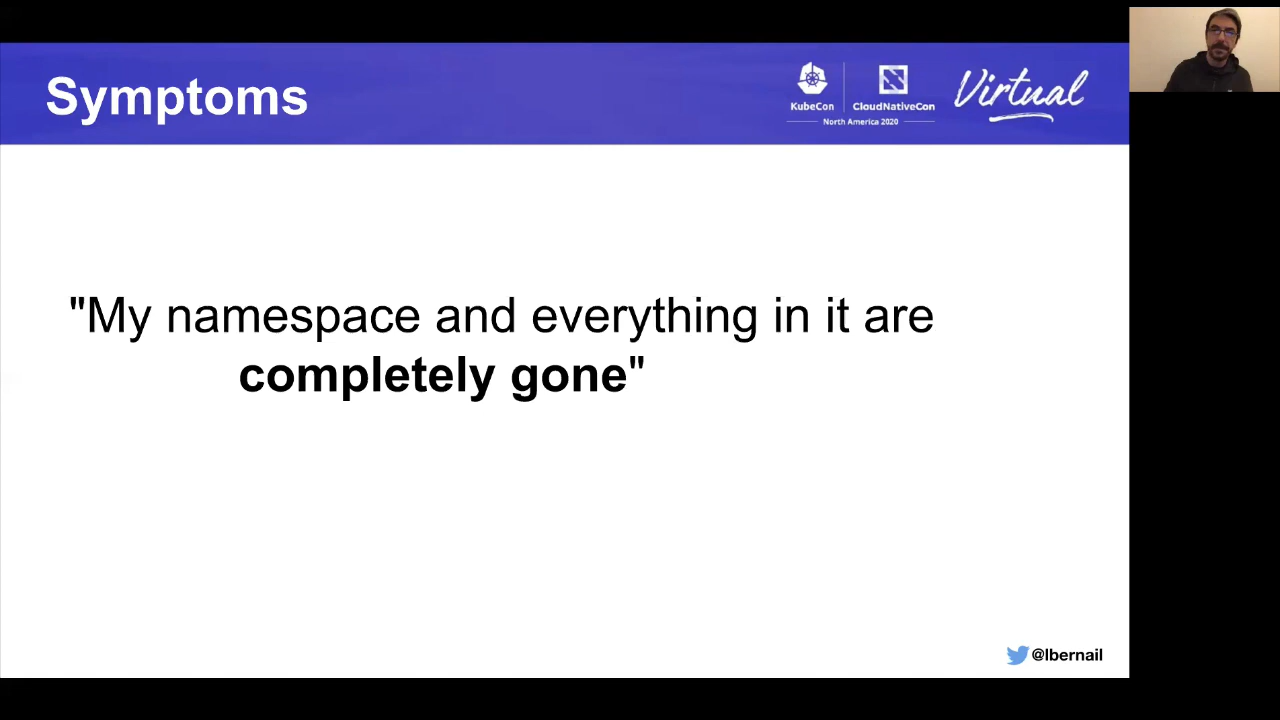 Symptoms
KubeCon
CloudNativeCon
North America 2020
Virtual
"My namespace and everything in it are
completely gone"
@lbernail